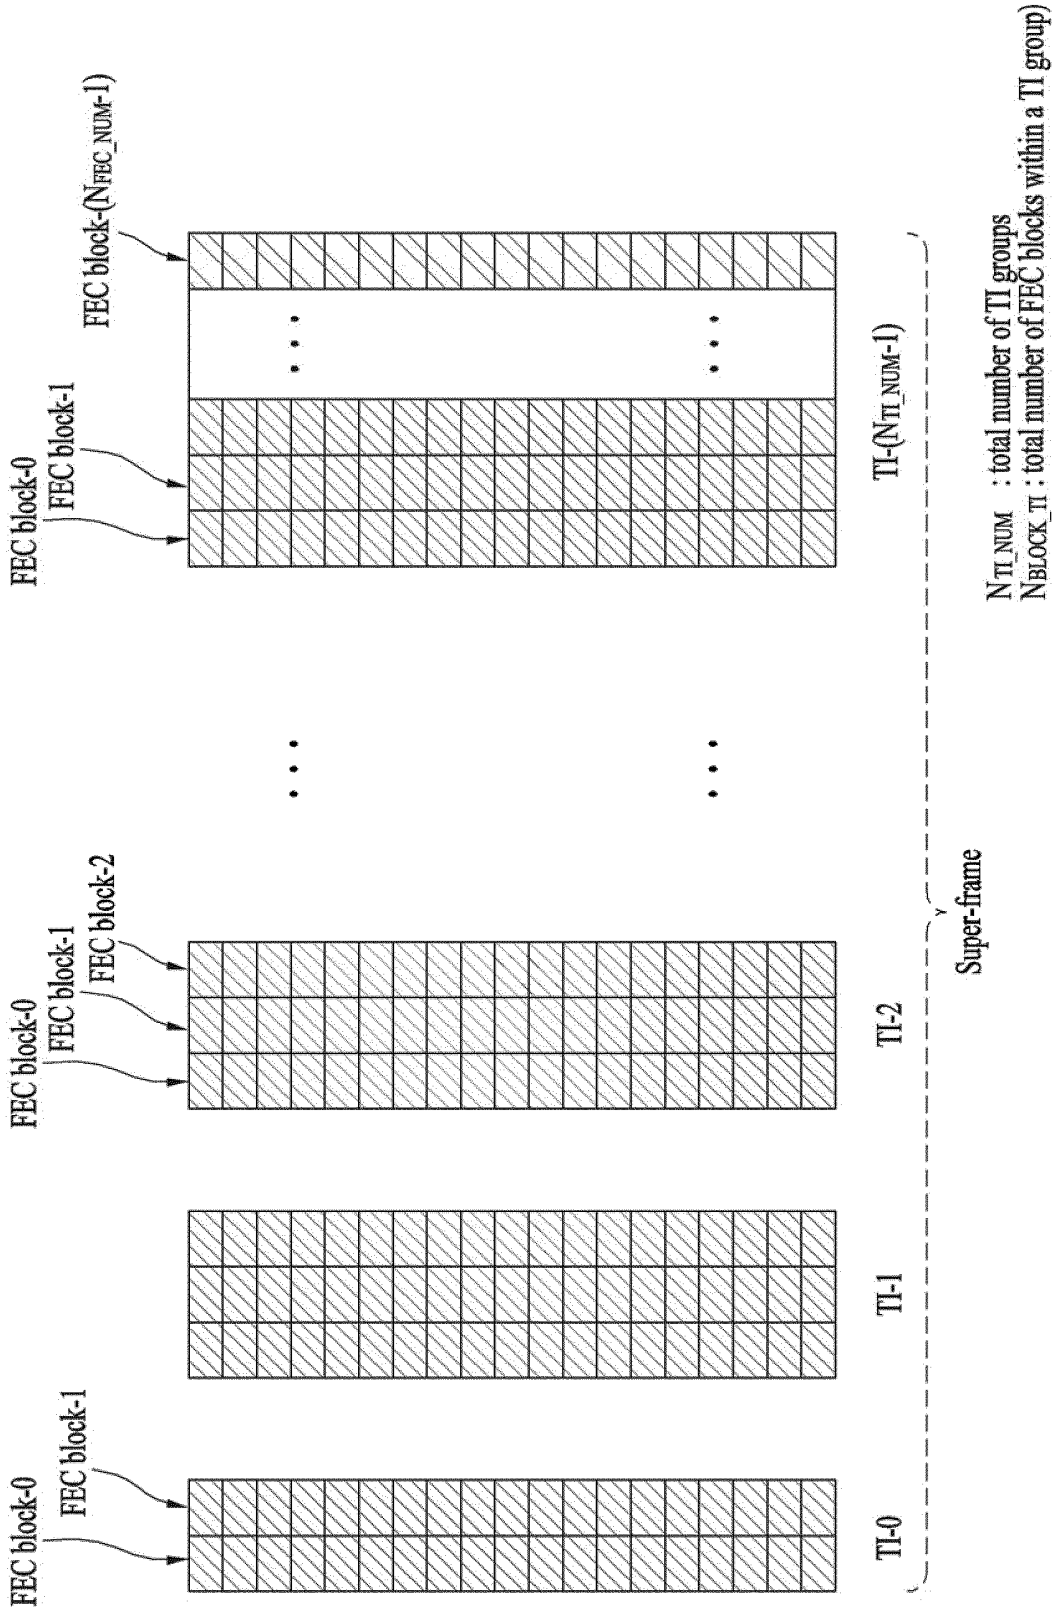 FEC block-0
FEC block-1
FEC block-0
FEC block-1
FEC block-2
FEC block-0
FEC block-1
FEC block-(NFEC_NUM-1)
TI-0
TI-1
TI-2
TI-(NTI_NUM-1)
Super-frame
NTI_NUM : total number of TI groups
NBLOCK_TI : total number of FEC blocks within a TI group)